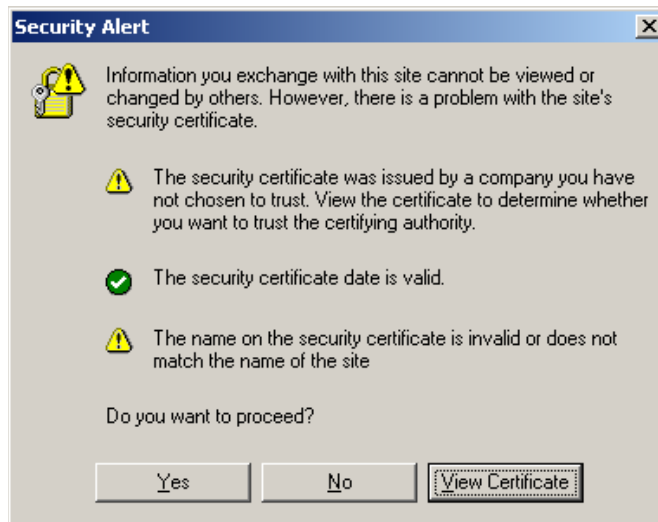 Security Alert
Information you exchange with this site cannot be viewed or
changed by others. However, there is a problem with the site's
security certificate.
The security certificate was issued by a company you have
not chosen to trust. View the certificate to determine whether
you want to trust the certifying authority.
The security certificate date is valid.
The name on the security certificate is invalid or does not
match the name of the site
Do you want to proceed?
Yes No View Certificate